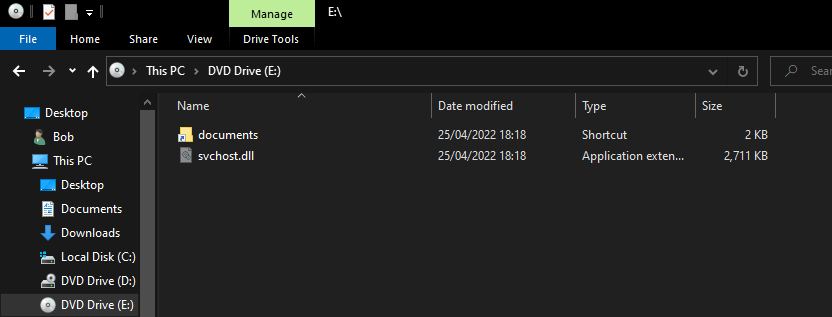 Manage E:\
File Home Share View Drive Tools
This PC DVD Drive (E:) Sea
Name Date modified Type Size
Desktop
documents 25/04/2022 18:18 Shortcut 2 KB
Bob
svchost.dll 25/04/2022 18:18 Application exten... 2,711 KB
This PC
Desktop
Documents
Downloads
Local Disk (C:)
DVD Drive (D:)
DVD Drive (E:)